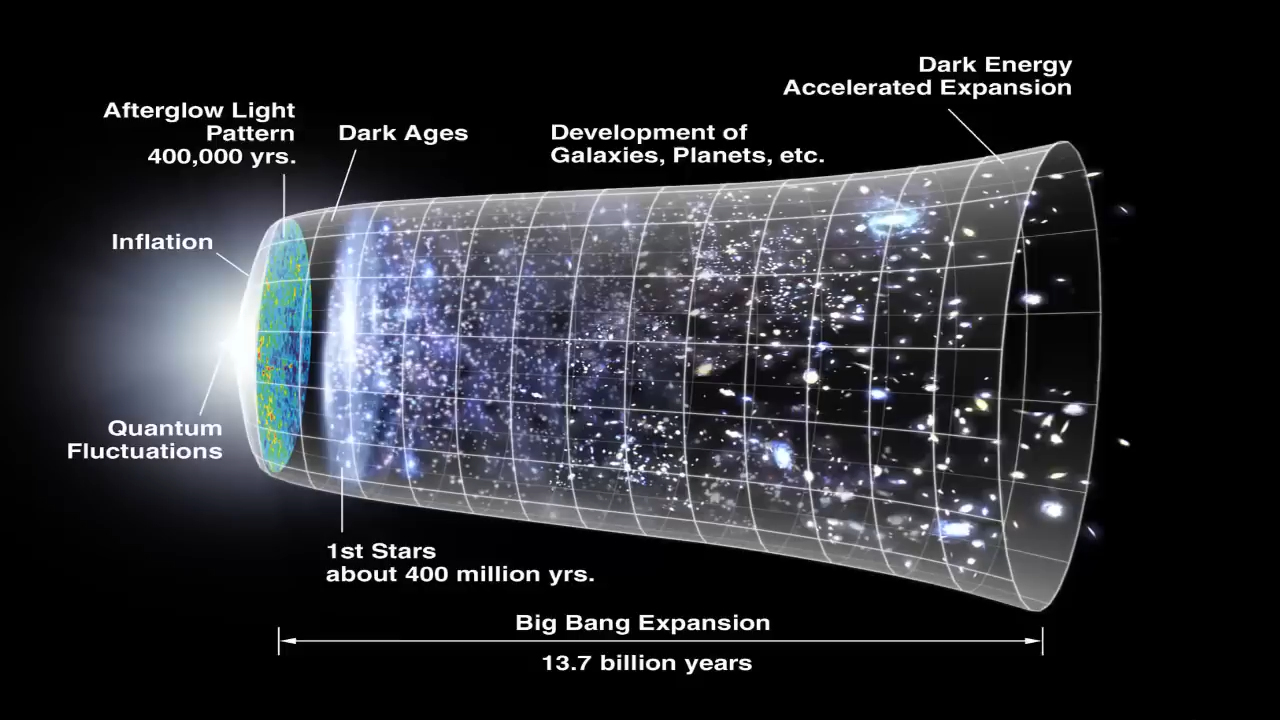 Dark Energy
Accelerated Expansion
Afterglow Light
Pattern
400,000 yrs.
Dark Ages
Development of
Galaxies, Planets, etc.
Inflation
Quantum
Fluctuations
1st Stars
about 400 million yrs.
Big Bang Expansion
13.7 billion years